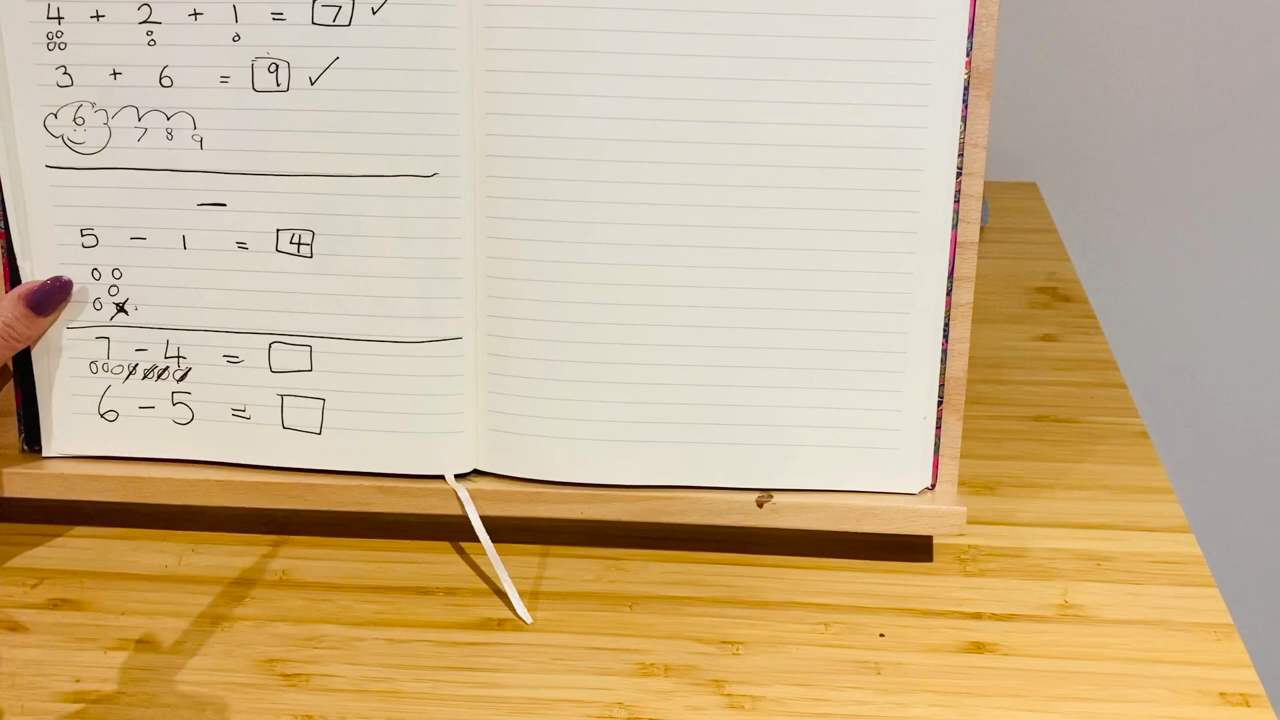 4 + 2 + 1 = 7 ✓
3 + 6 = 9 ✓
6 7 8 9
−
5 − 1 = 4
7 − 4 =
6 − 5 =